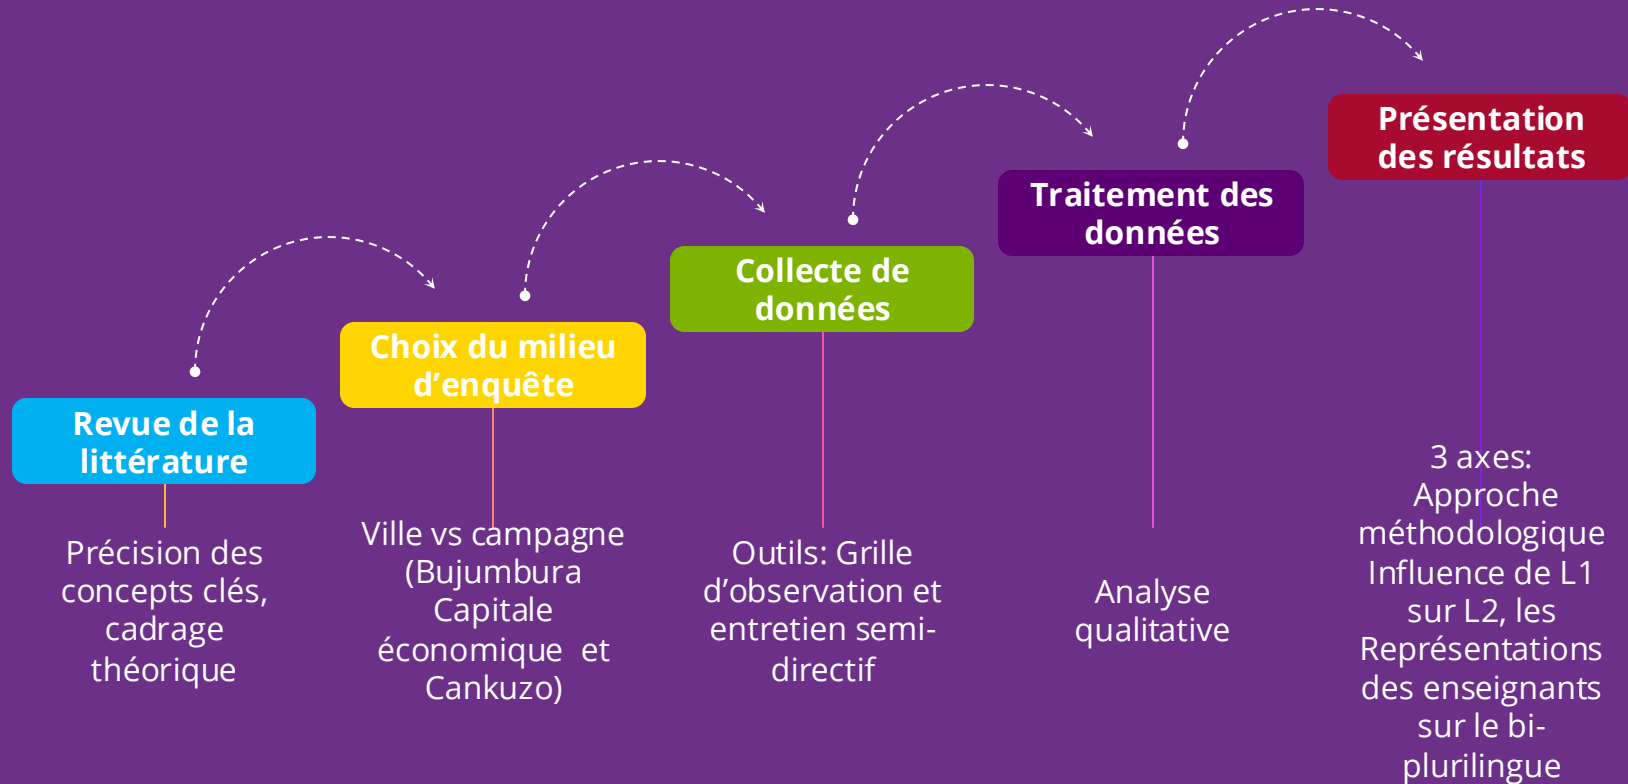 Revue de la
littérature
Précision des
concepts clés,
cadrage
théorique
Choix du milieu
d’enquête
Ville vs campagne
(Bujumbura
Capitale
économique et
Cankuzo)
Collecte de
données
Outils: Grille
d’observation et
entretien semi-
directif
Traitement des
données
Analyse
qualitative
Présentation
des résultats
3 axes:
Approche
méthodologique
Influence de L1
sur L2, les
Représentations
des enseignants
sur le bi-
plurilingue